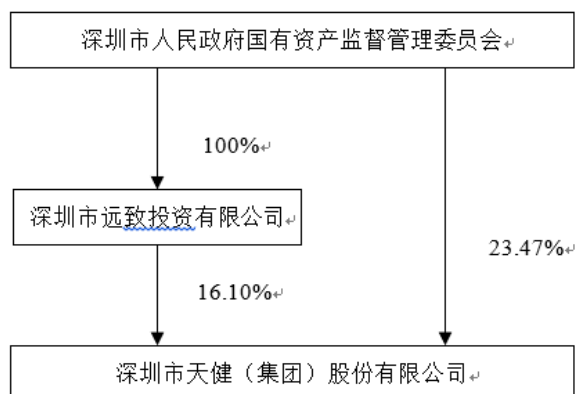 深圳市人民政府国有资产监督管理委员会
100%
深圳市远致投资有限公司
23.47%
16.10%
深圳市天健（集团）股份有限公司